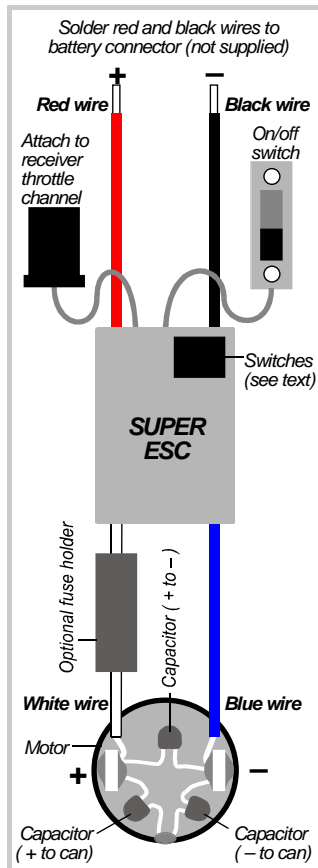 Solder red and black wires to
battery connector (not supplied)
+
–
Red wire
Black wire
Attach to
receiver
throttle
channel
On/off
switch
Switches
(see text)
SUPER
ESC
Optional fuse holder
Capacitor ( + to – )
White wire
Blue wire
Motor
+
–
Capacitor
( + to can)
Capacitor
( – to can)